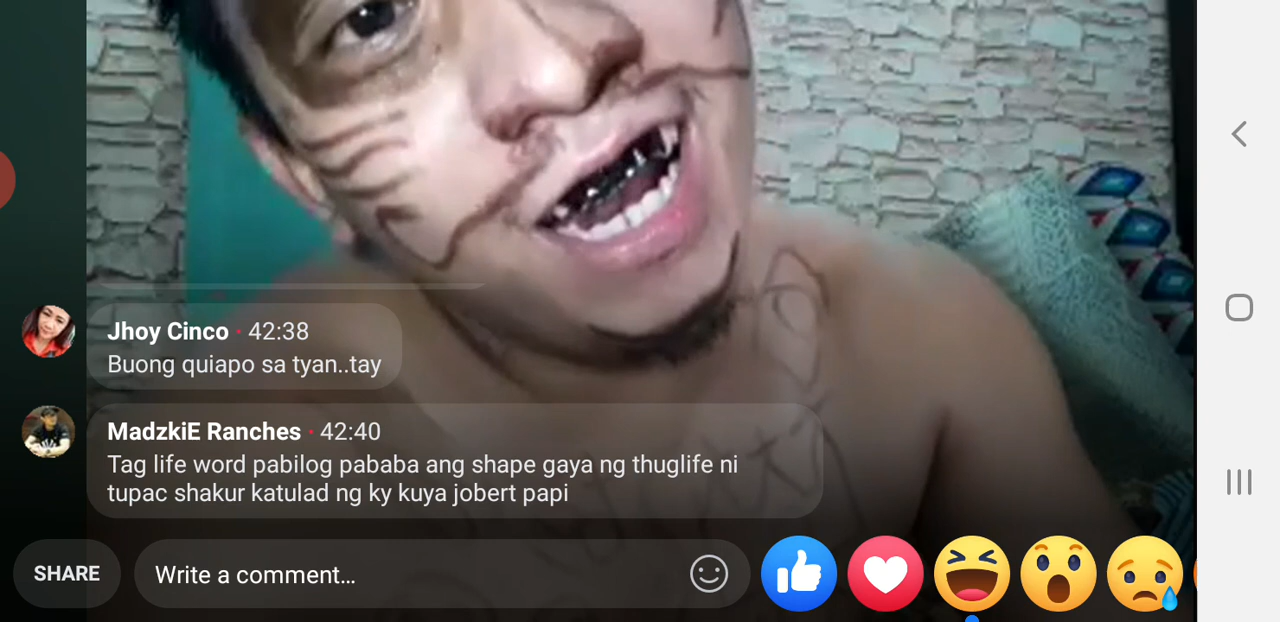 Jhoy Cinco · 42:38
Buong quiapo sa tyan..tay
MadzkiE Ranches · 42:40
Tag life word pabilog pababa ang shape gaya ng thuglife ni
tupac shakur katulad ng ky kuya jobert papi
SHARE
Write a comment...